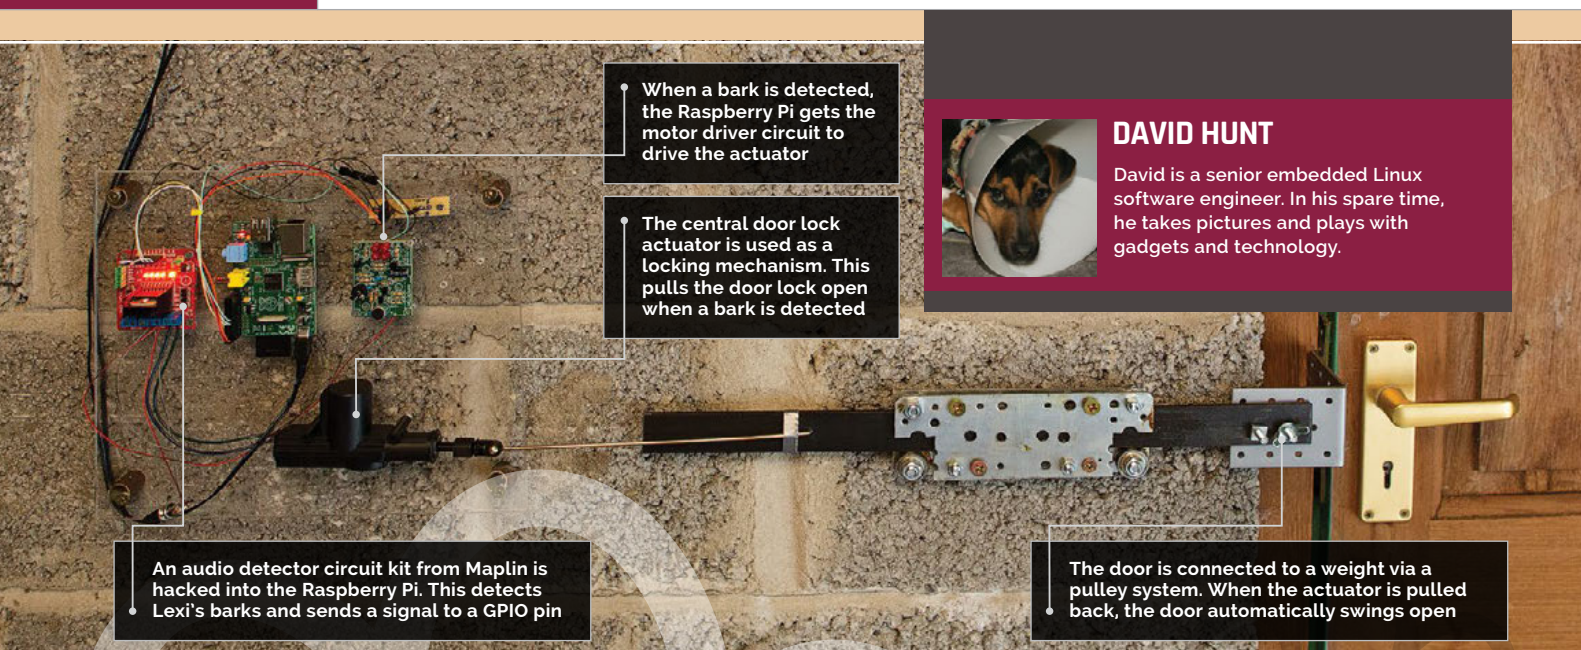 When a bark is detected,
the Raspberry Pi gets the
motor driver circuit to
drive the actuator
The central door lock
actuator is used as a
locking mechanism. This
pulls the door lock open
when a bark is detected
DAVID HUNT
David is a senior embedded Linux
software engineer. In his spare time,
he takes pictures and plays with
gadgets and technology.
An audio detector circuit kit from Maplin is
hacked into the Raspberry Pi. This detects
Lexi's barks and sends a signal to a GPIO pin
The door is connected to a weight via a
pulley system. When the actuator is pulled
back, the door automatically swings open